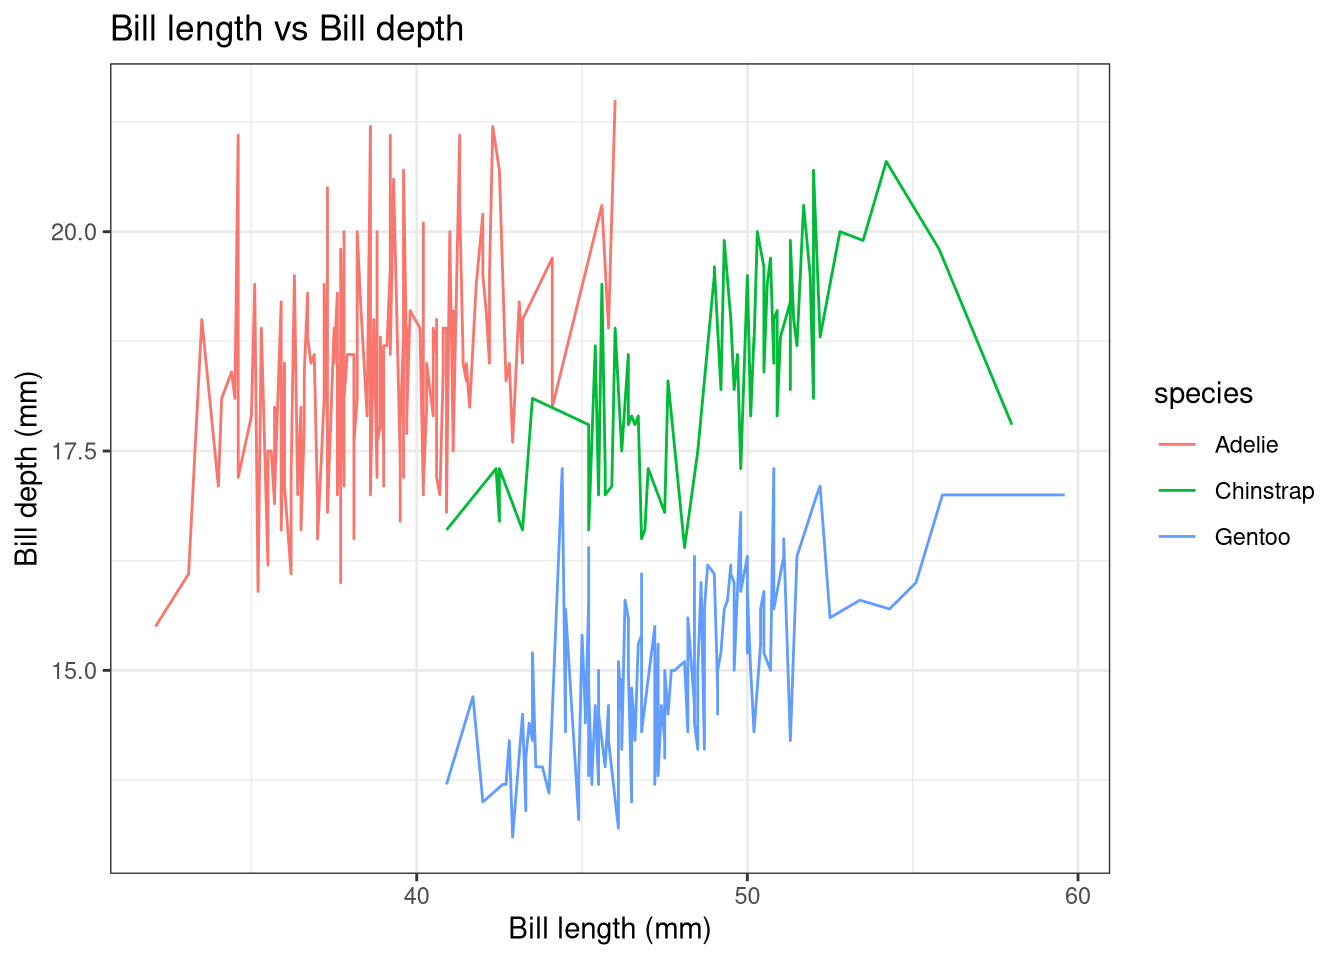 Bill length vs Bill depth
20.0
17.5
15.0
Bill depth (mm)
40
50
60
Bill length (mm)
species
Adelie
Chinstrap
Gentoo